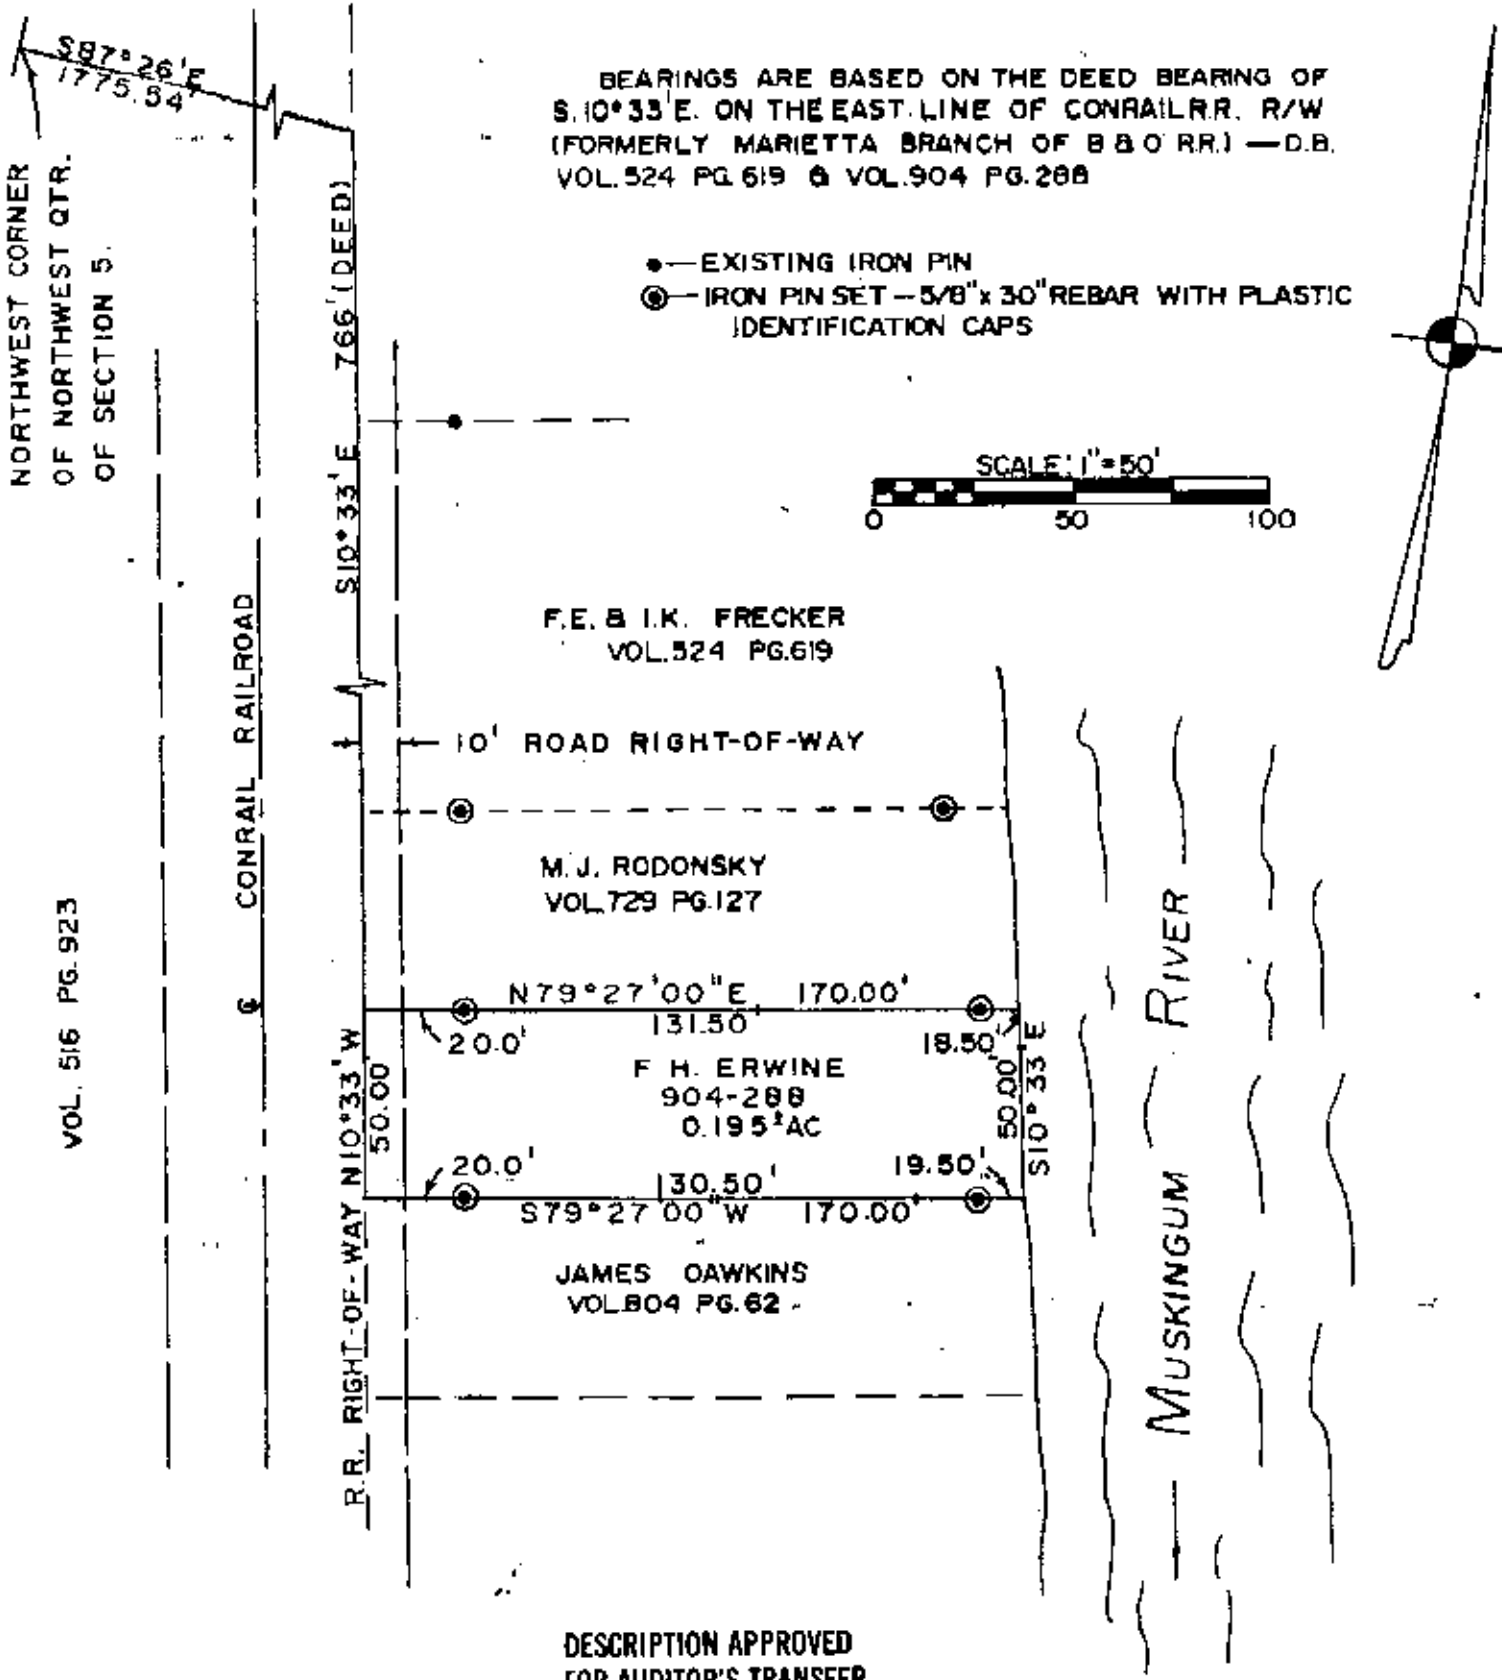 S87°26'E
1775.54'
BEARINGS ARE BASED ON THE DEED BEARING OF
S.10°33'E. ON THE EAST LINE OF CONRAIL R.R. R/W
(FORMERLY MARIETTA BRANCH OF B & O RR.) — D.B.
VOL. 524 PG. 619 & VOL. 904 PG. 288
NORTHWEST CORNER
OF NORTHWEST QTR.
OF SECTION 5.
•—EXISTING IRON PIN
—IRON PIN SET — 5/8" x 30" REBAR WITH PLASTIC
IDENTIFICATION CAPS
S10°33'E 766' (DEED)
SCALE: 1"=50'
0 50 100
F.E. & I.K. FRECKER
VOL. 524 PG. 619
CONRAIL RAILROAD
10' ROAD RIGHT-OF-WAY
M. J. RODONSKY
VOL. 729 PG. 127
VOL. 516 PG. 923
N79°27'00"E 170.00'
131.50
20.0'
18.50'
F H. ERWINE
904-288
0.195± AC
R.R. RIGHT-OF-WAY N10°33'W
50.00
50.00'
S10°33'E
20.0'
130.50'
19.50'
S79°27'00"W 170.00'
JAMES OAWKINS
VOL. 804 PG. 62
MUSKINGUM RIVER
DESCRIPTION APPROVED
FOR AUDITOR'S TRANSFER